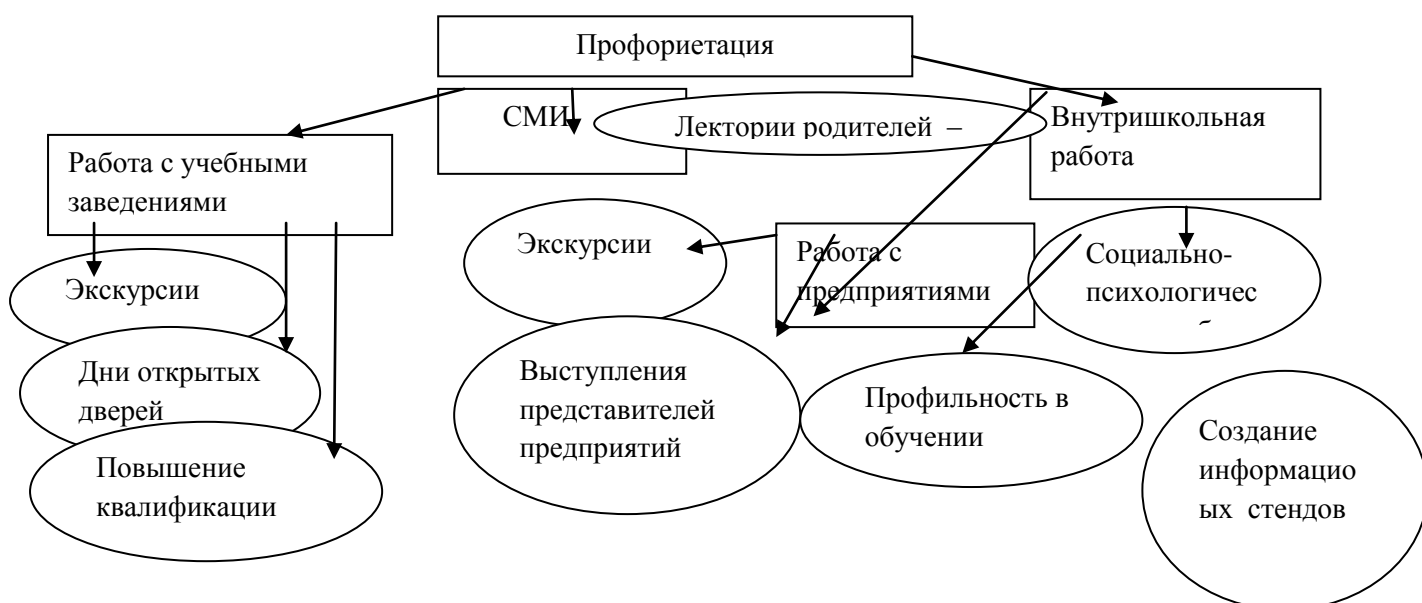 Профориетация
СМИ
Лектории родителей –
Внутришкольная
работа
Работа с учебными
заведениями
Экскурсии
Работа с
предприятиями
Социально-
психологичес
Экскурсии
Дни открытых
дверей
Выступления
представителей
предприятий
Профильность в
обучении
Создание
информацио
ых стендов
Повышение
квалификации